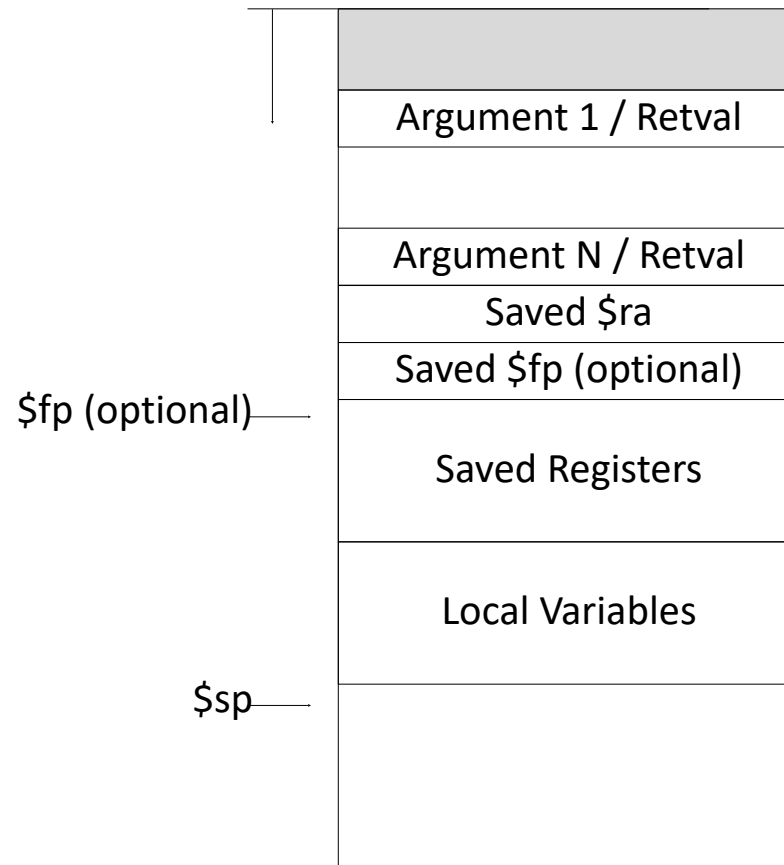 Argument 1 / Retval
Argument N / Retval
Saved $ra
Saved $fp (optional)
$fp (optional)
Saved Registers
Local Variables
$sp